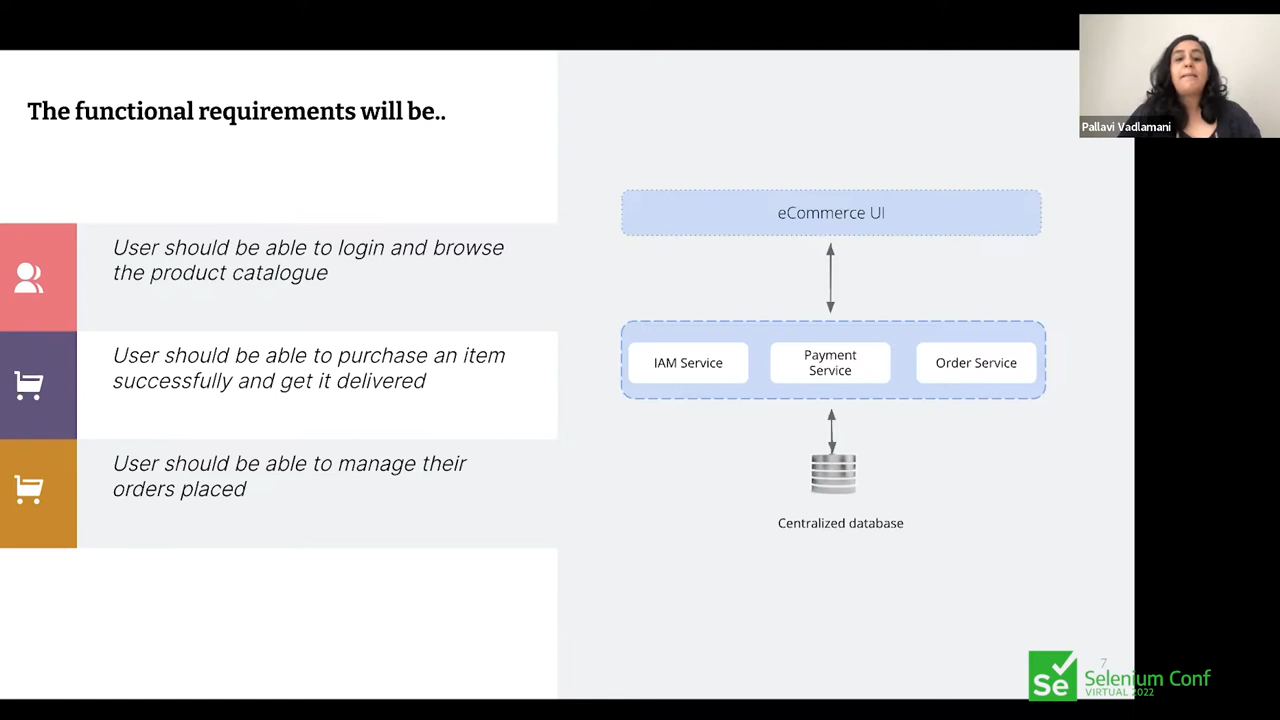 The functional requirements will be..
User should be able to login and browse
the product catalogue
User should be able to purchase an item
successfully and get it delivered
User should be able to manage their
orders placed
eCommerce UI
IAM Service
Payment
Service
Order Service
Centralized database
Pallavi Vadlamani
7
Se
Selenium Conf
VIRTUAL 2022